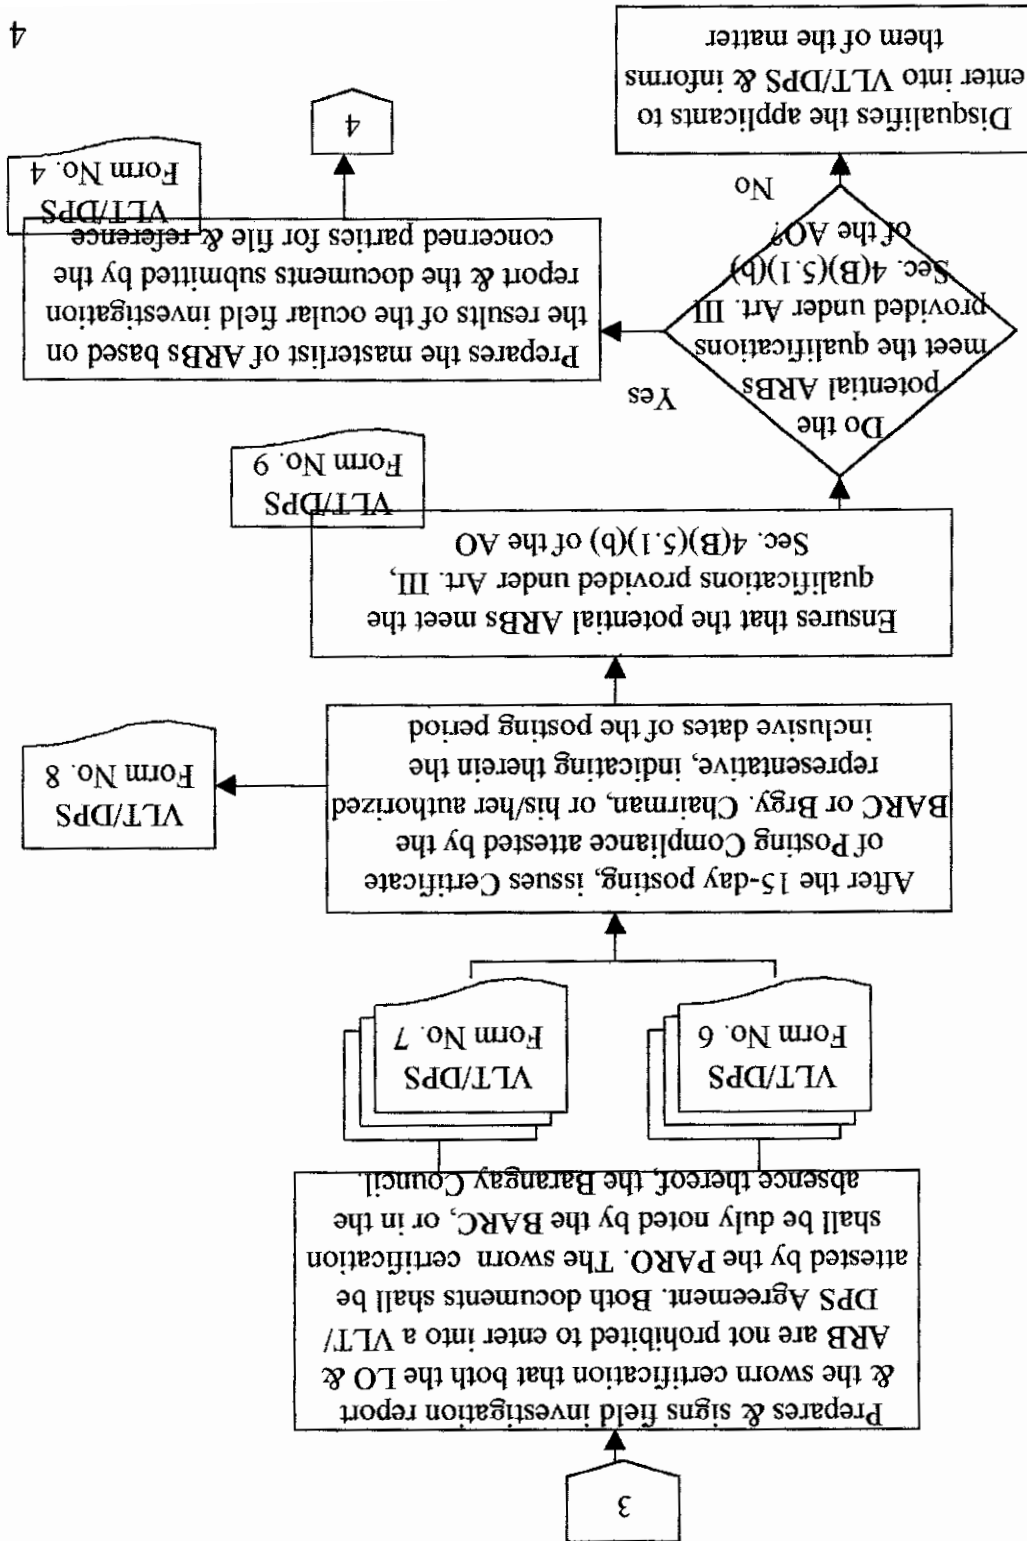 3
Prepares & signs field investigation report
& the sworn certification that both the LO &
ARB are not prohibited to enter into a VLT/
DPS Agreement. Both documents shall be
attested by the PARO. The sworn certification
shall be duly noted by the BARC, or in the
absence thereof, the Barangay Council.
VLT/DPS
Form No. 6
VLT/DPS
Form No. 7
After the 15-day posting, issues Certificate
of Posting Compliance attested by the
BARC or Brgy. Chairman, or his/her authorized
representative, indicating therein the
inclusive dates of the posting period
VLT/DPS
Form No. 8
Ensures that the potential ARBs meet the
qualifications provided under Art. III,
Sec. 4(B)(5.1)(b) of the AO
VLT/DPS
Form No. 9
Do the
potential ARBs
meet the qualifications
provided under Art. III
Sec. 4(B)(5.1)(b)
of the AO?
Yes
Prepares the masterlist of ARBs based on
the results of the ocular field investigation
report & the documents submitted by the
concerned parties for file & reference
VLT/DPS
Form No. 4
No
Disqualifies the applicants to
enter into VLT/DPS & informs
them of the matter
4
4